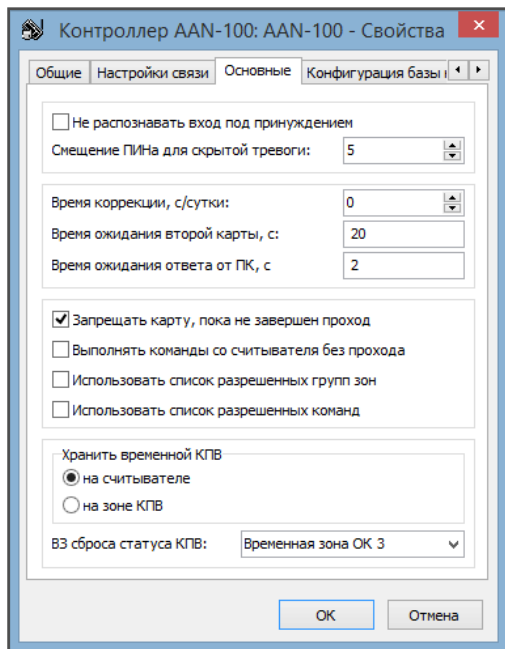 Контроллер AAN-100: AAN-100 - Свойства
Общие Настройки связи Основные Конфигурация базы
Не распознавать вход под принуждением
Смещение ПИНа для скрытой тревоги: 5
Время коррекции, с/сутки: 0
Время ожидания второй карты, с: 20
Время ожидания ответа от ПК, с 2
Запрещать карту, пока не завершен проход
Выполнять команды со считывателя без прохода
Использовать список разрешенных групп зон
Использовать список разрешенных команд
Хранить временной КПВ
на считывателе
на зоне КПВ
ВЗ сброса статуса КПВ: Временная зона ОК 3
ОК Отмена